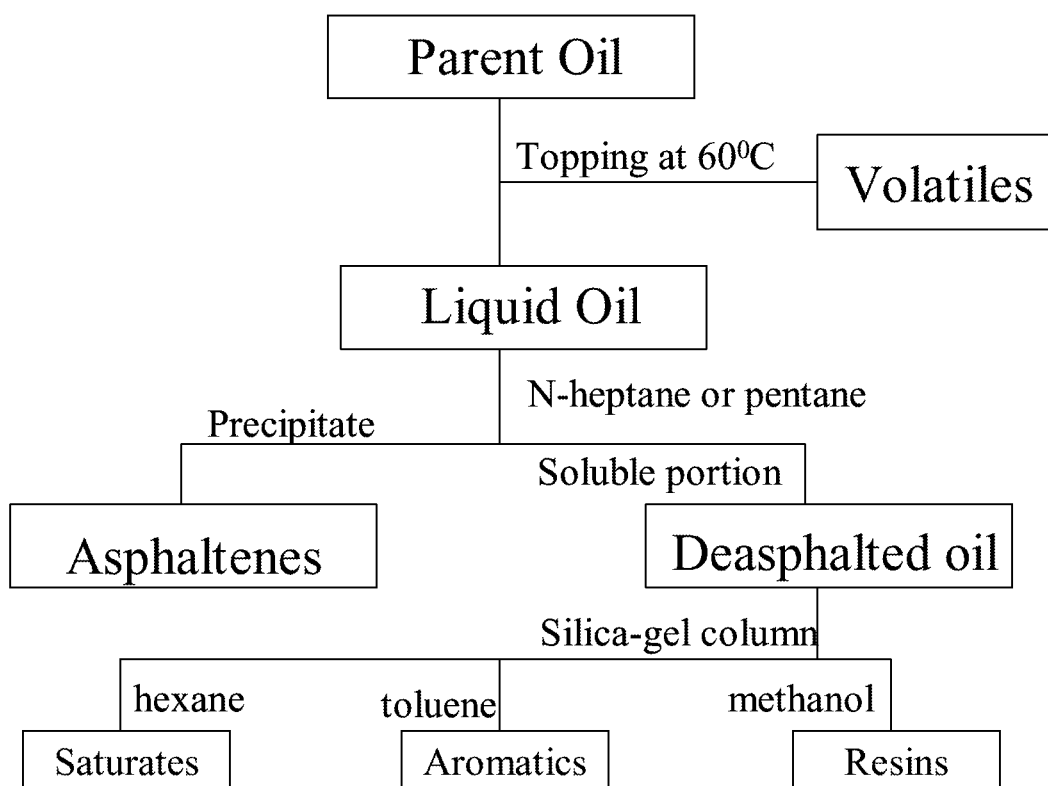 Parent Oil
Topping at 60⁰C
Volatiles
Liquid Oil
N-heptane or pentane
Precipitate
Soluble portion
Asphaltenes
Deasphalted oil
Silica-gel column
hexane
toluene
methanol
Saturates
Aromatics
Resins